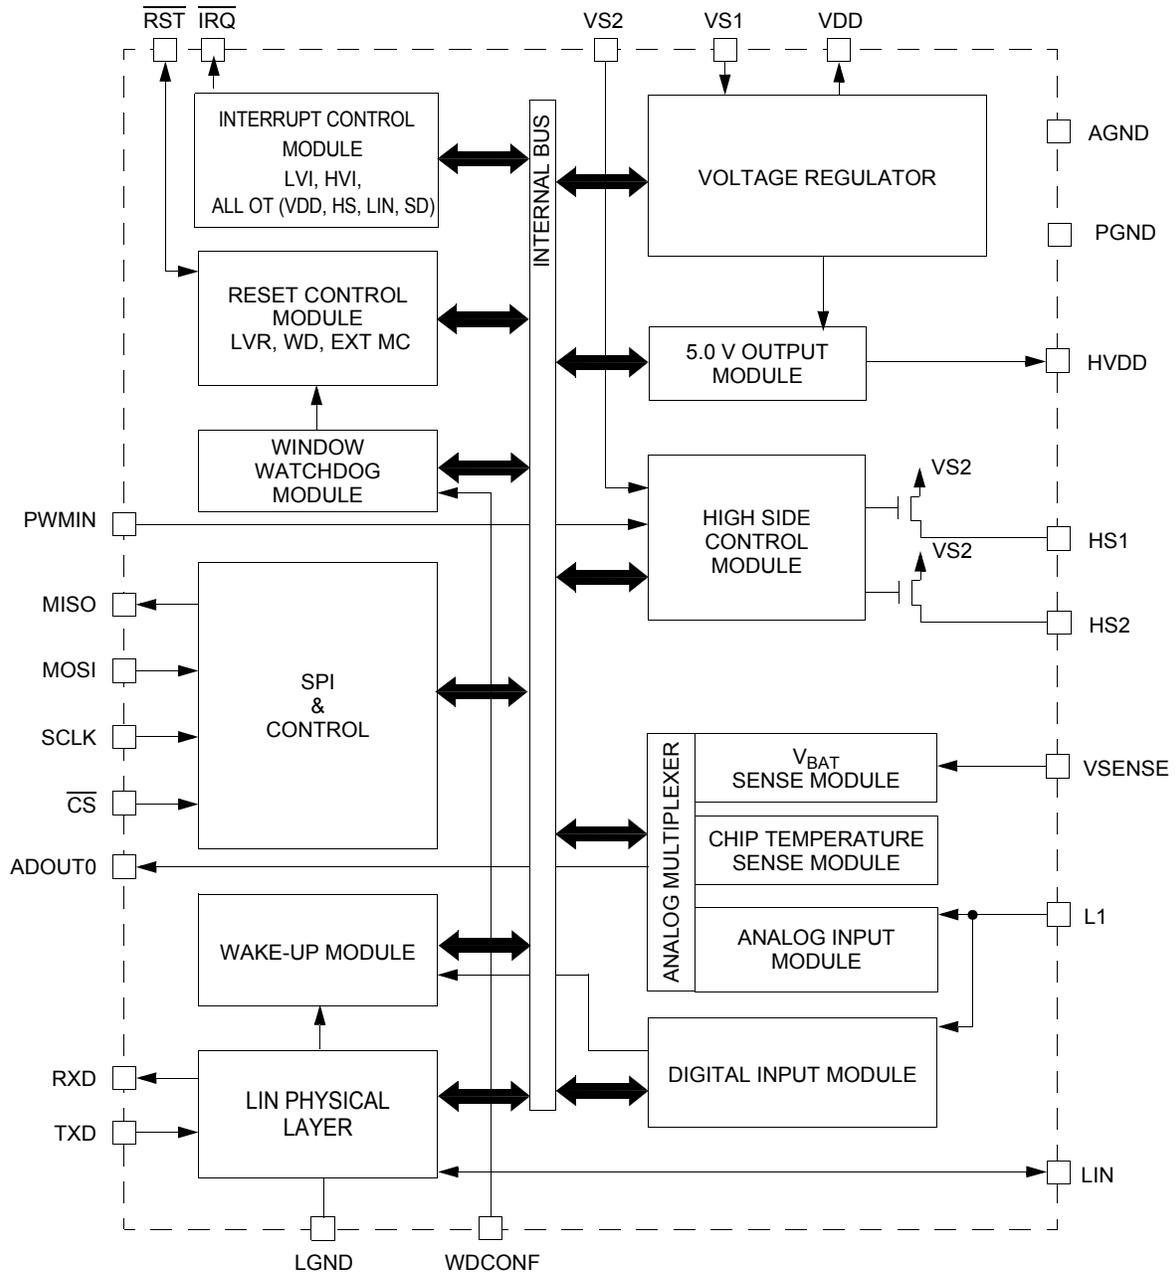 RST
IRQ
VS2
VS1
VDD
INTERRUPT CONTROL
MODULE
LVI, HVI,
ALL OT (VDD, HS, LIN, SD)
INTERNAL BUS
VOLTAGE REGULATOR
AGND
PGND
RESET CONTROL
MODULE
LVR, WD, EXT MC
5.0 V OUTPUT
MODULE
HVDD
WINDOW
WATCHDOG
MODULE
PWMIN
HIGH SIDE
CONTROL
MODULE
VS2
HS1
VS2
HS2
MISO
MOSI
SCLK
CS
SPI
&
CONTROL
ANALOG MULTIPLEXER
VBAT
SENSE MODULE
VSENSE
CHIP TEMPERATURE
SENSE MODULE
ADOUT0
ANALOG INPUT
MODULE
L1
WAKE-UP MODULE
DIGITAL INPUT MODULE
RXD
TXD
LIN PHYSICAL
LAYER
LIN
LGND
WDCONF